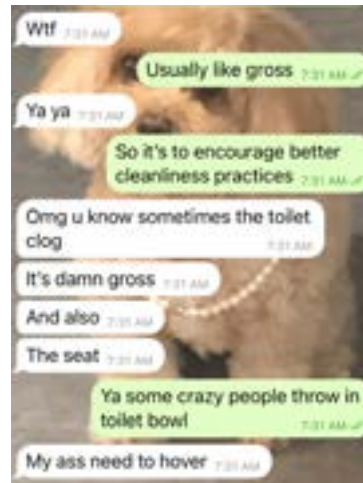 Wtf 7:31 AM
Usually like gross 7:31 AM
Ya ya 7:31 AM
So it's to encourage better
cleanliness practices 7:31 AM
Omg u know sometimes the toilet
clog 7:31 AM
It's damn gross 7:31 AM
And also 7:31 AM
The seat 7:31 AM
Ya some crazy people throw in
toilet bowl 7:31 AM
My ass need to hover 7:31 AM